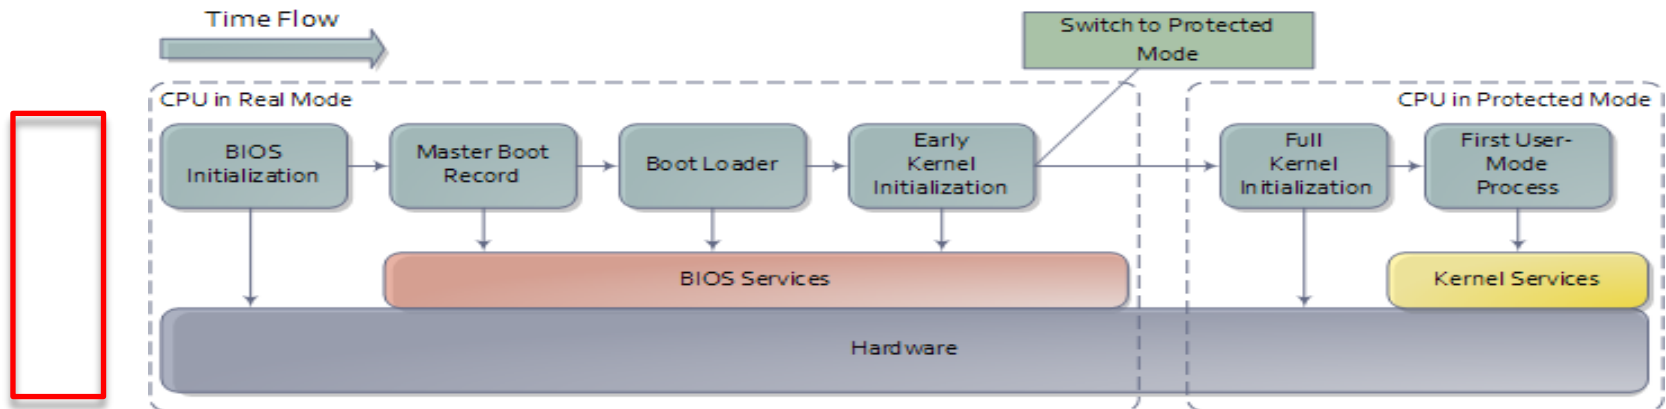 Time Flow
Switch to Protected
Mode
CPU in Real Mode
CPU in Protected Mode
BIOS
Initialization
Master Boot
Record
Boot Loader
Early
Kernel
Initialization
Full
Kernel
Initialization
First User-
Mode
Process
BIOS Services
Kernel Services
Hardware